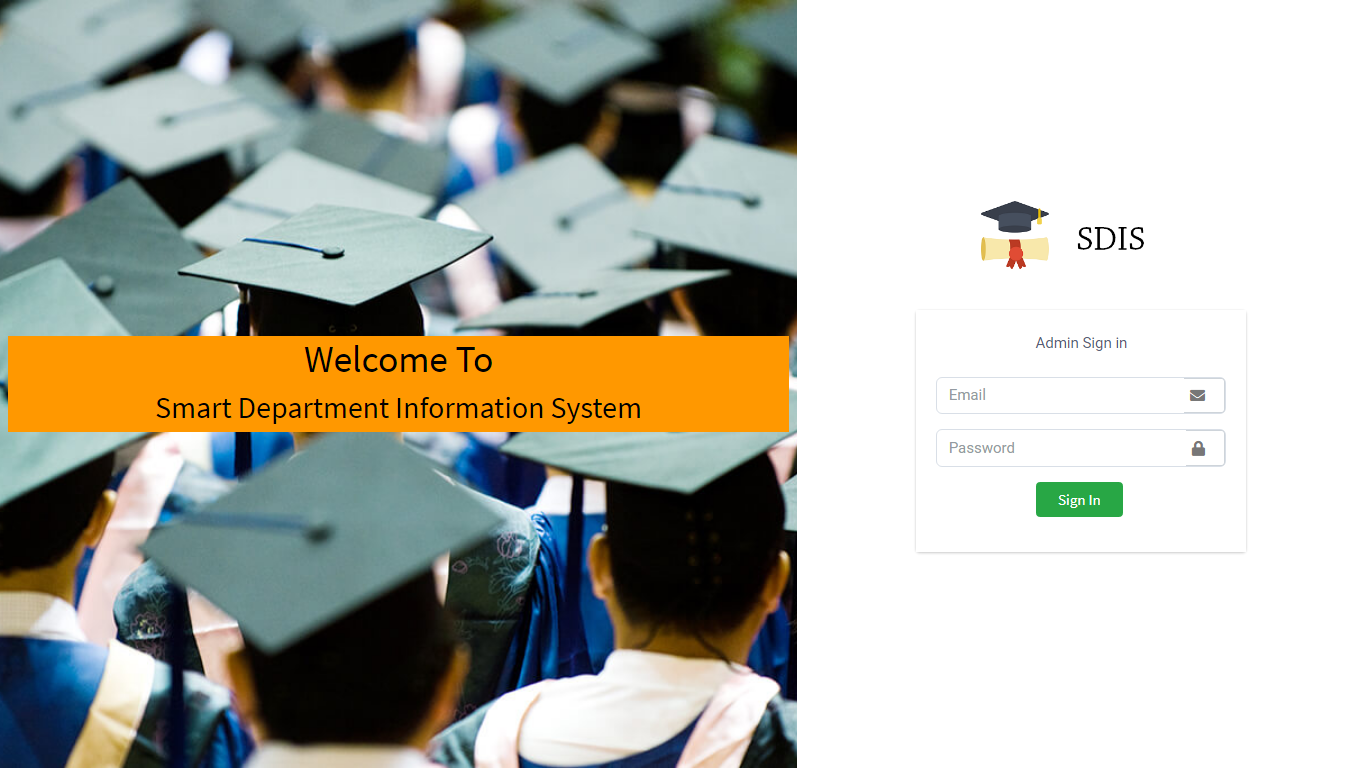 Welcome To
Smart Department Information System
SDIS
Admin Sign in
Email
Password
Sign In